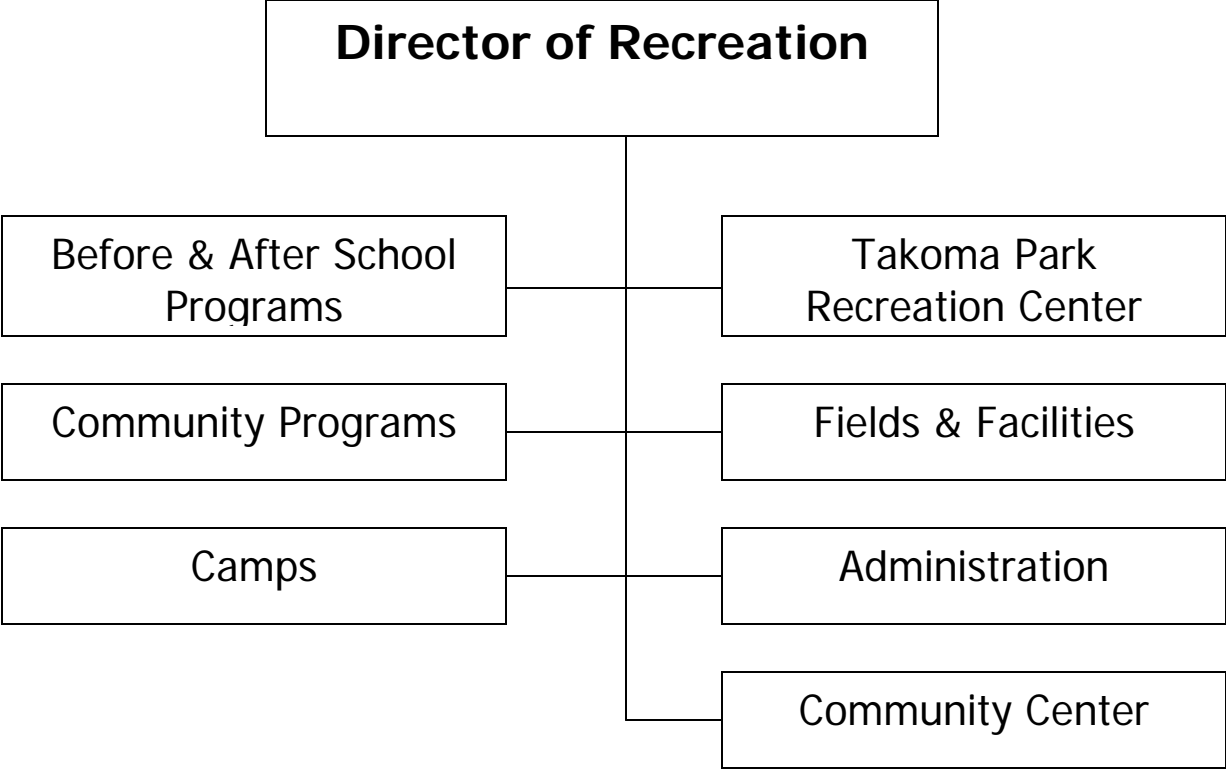 Director of Recreation
Before & After School
Programs
Takoma Park
Recreation Center
Community Programs
Fields & Facilities
Camps
Administration
Community Center